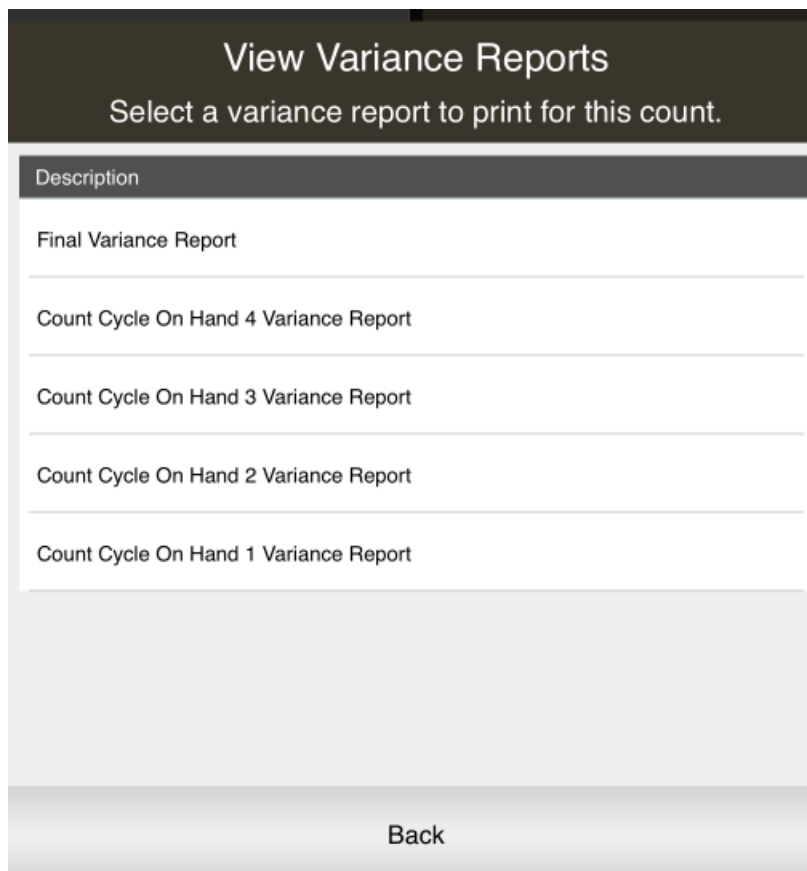 View Variance Reports
Select a variance report to print for this count.
Description
Final Variance Report
Count Cycle On Hand 4 Variance Report
Count Cycle On Hand 3 Variance Report
Count Cycle On Hand 2 Variance Report
Count Cycle On Hand 1 Variance Report
Back